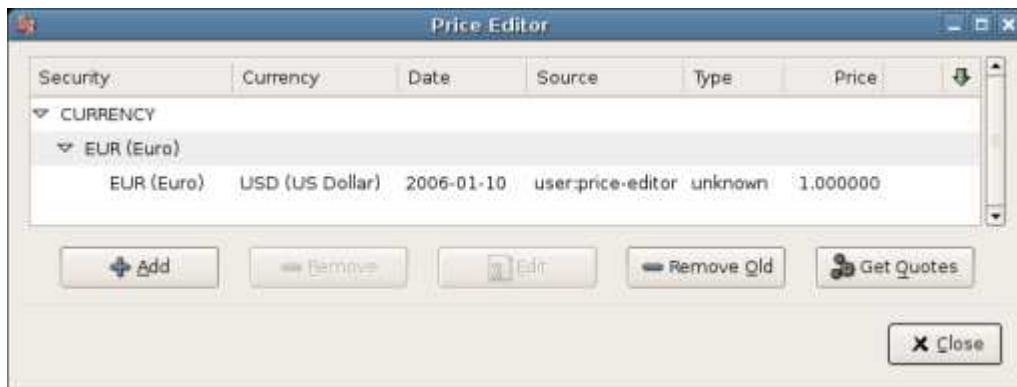 Price Editor
Security Currency Date Source Type Price
CURRENCY
EUR (Euro)
EUR (Euro) USD (US Dollar) 2006-01-10 user:price-editor unknown 1.000000
Add Remove Edit Remove Old Get Quotes
Close